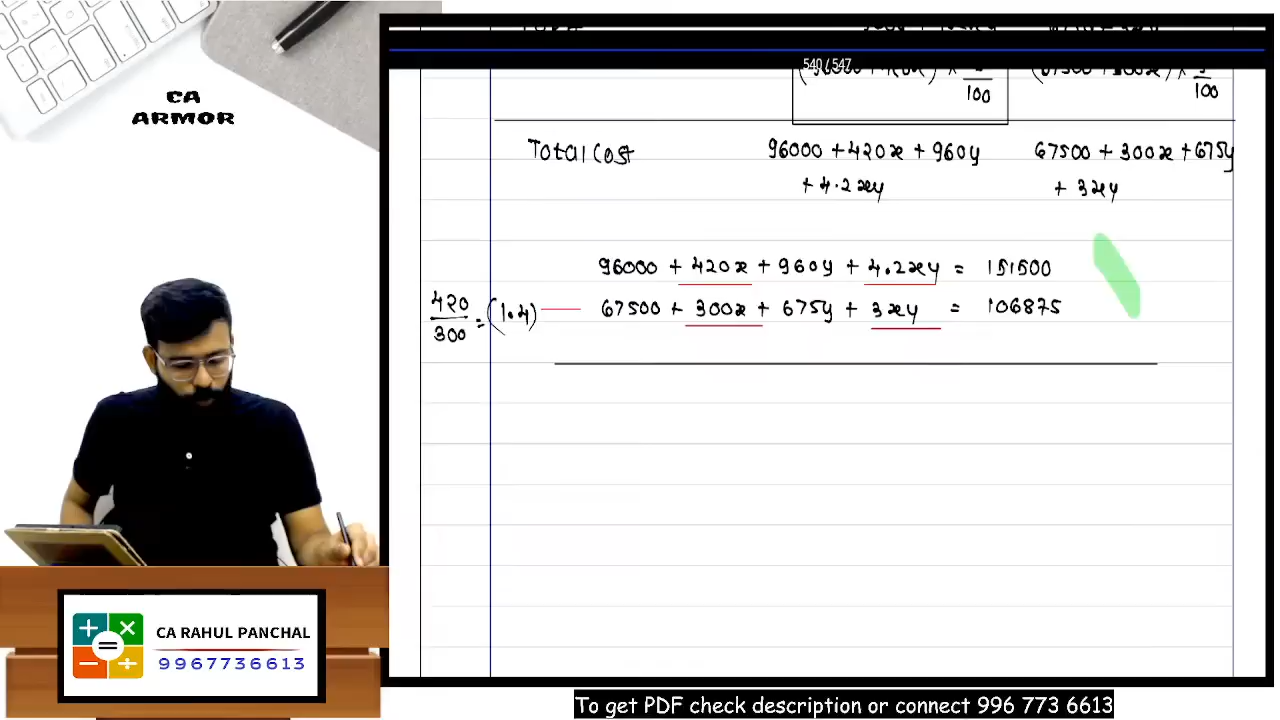 540/547
CA
ARMOR
100
100
Total Cost 96000 + 420x + 960y 67500 + 300x + 675y
+ 4.2xy + 3xy
96000 + 420x + 960y + 4.2xy = 151500
420/300 = (1.4) — 67500 + 300x + 675y + 3xy = 106875
CA RAHUL PANCHAL
9967736613
To get PDF check description or connect 996 773 6613